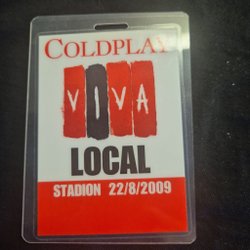 COLDPLAY
VIVA
LOCAL
STADION 22/8/2009